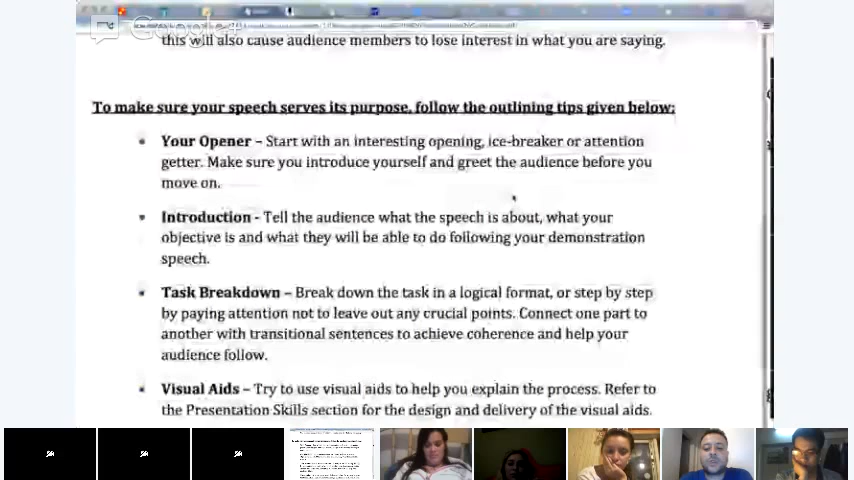 Google+
this will also cause audience members to lose interest in what you are saying.
To make sure your speech serves its purpose, follow the outlining tips given below:
Your Opener – Start with an interesting opening, ice-breaker or attention
getter. Make sure you introduce yourself and greet the audience before you
move on.
Introduction - Tell the audience what the speech is about, what your
objective is and what they will be able to do following your demonstration
speech.
Task Breakdown – Break down the task in a logical format, or step by step
by paying attention not to leave out any crucial points. Connect one part to
another with transitional sentences to achieve coherence and help your
audience follow.
Visual Aids – Try to use visual aids to help you explain the process. Refer to
the Presentation Skills section for the design and delivery of the visual aids.